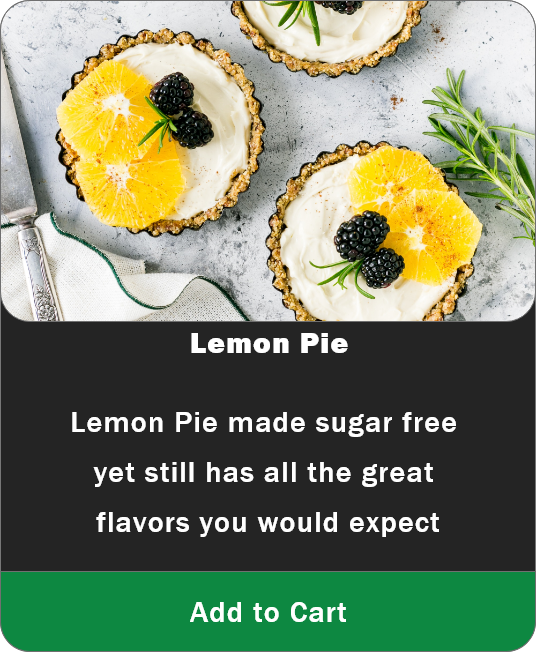 Lemon Pie
Lemon Pie made sugar free
yet still has all the great
flavors you would expect
Add to Cart